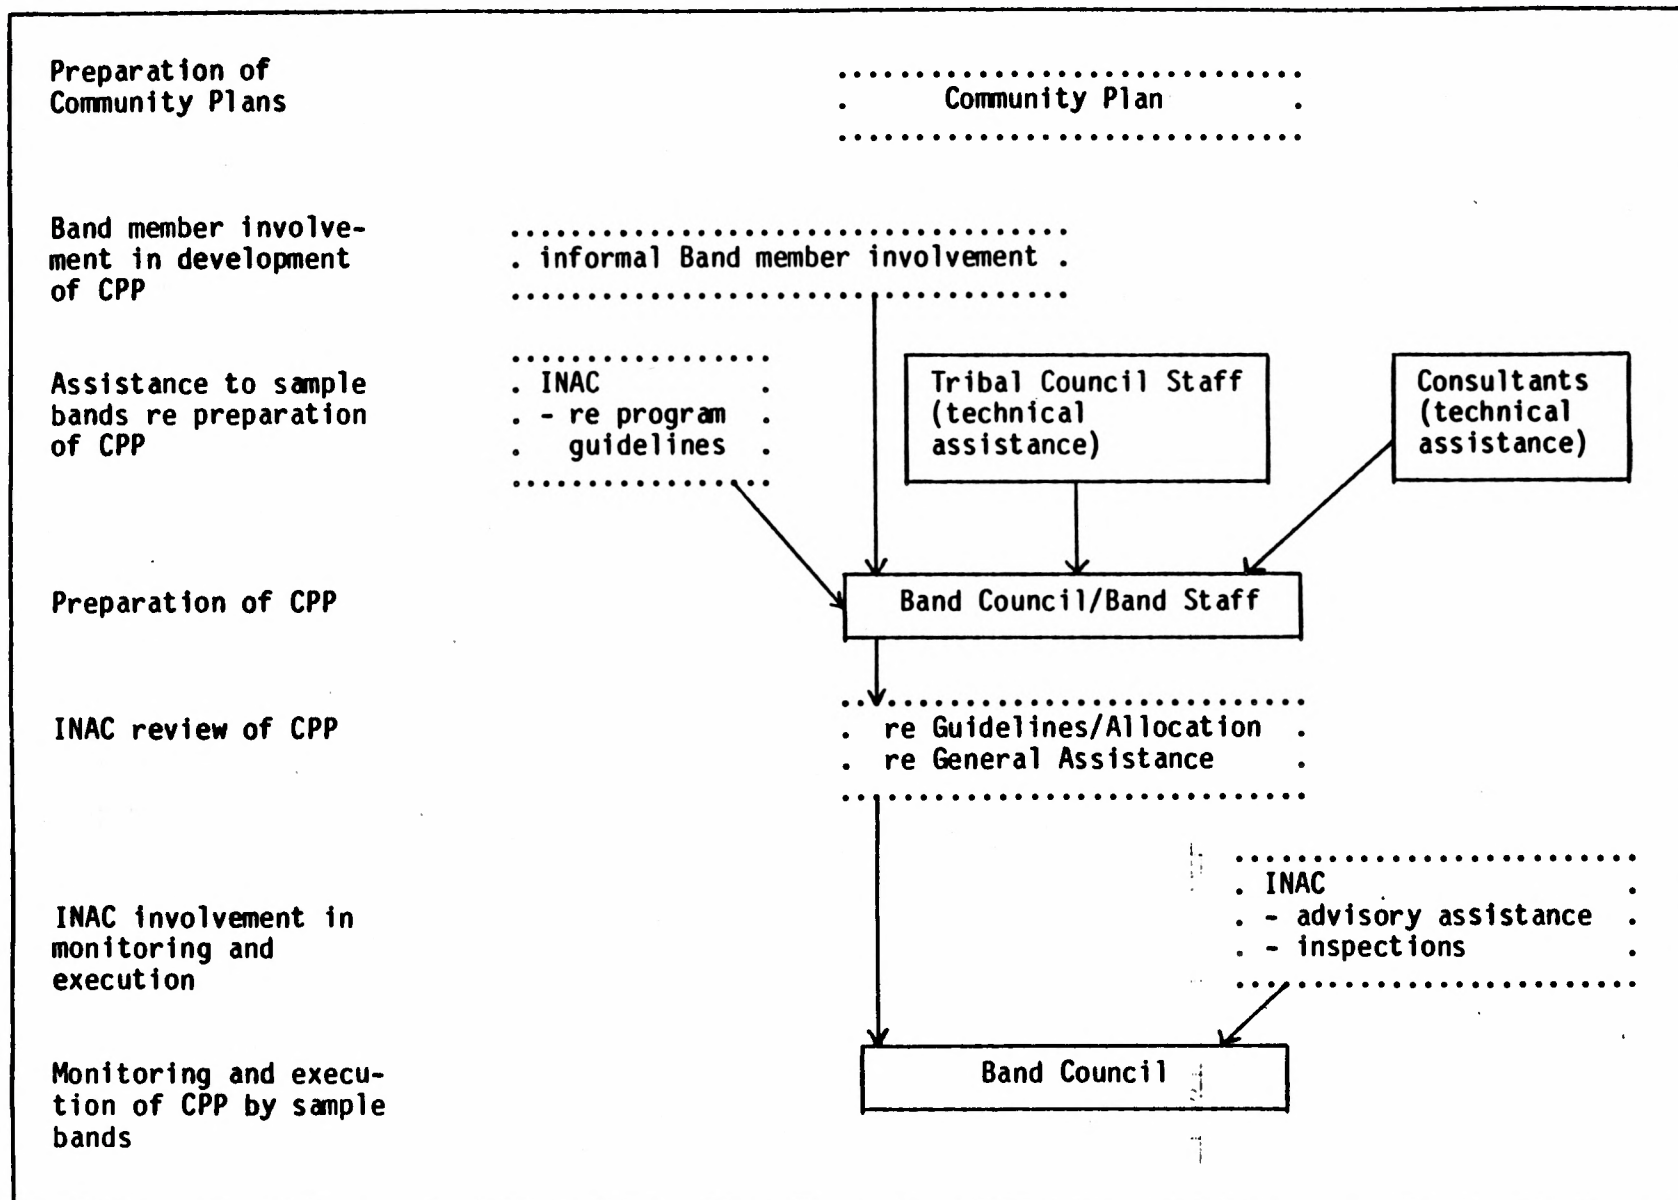 Preparation of
Community Plans
Community Plan
Band member involve-
ment in development
of CPP
informal Band member involvement
Assistance to sample
bands re preparation
of CPP
INAC
- re program
guidelines
Tribal Council Staff
(technical
assistance)
Consultants
(technical
assistance)
Preparation of CPP
Band Council/Band Staff
INAC review of CPP
re Guidelines/Allocation
re General Assistance
INAC involvement in
monitoring and
execution
INAC
- advisory assistance
- inspections
Monitoring and execu-
tion of CPP by sample
bands
Band Council